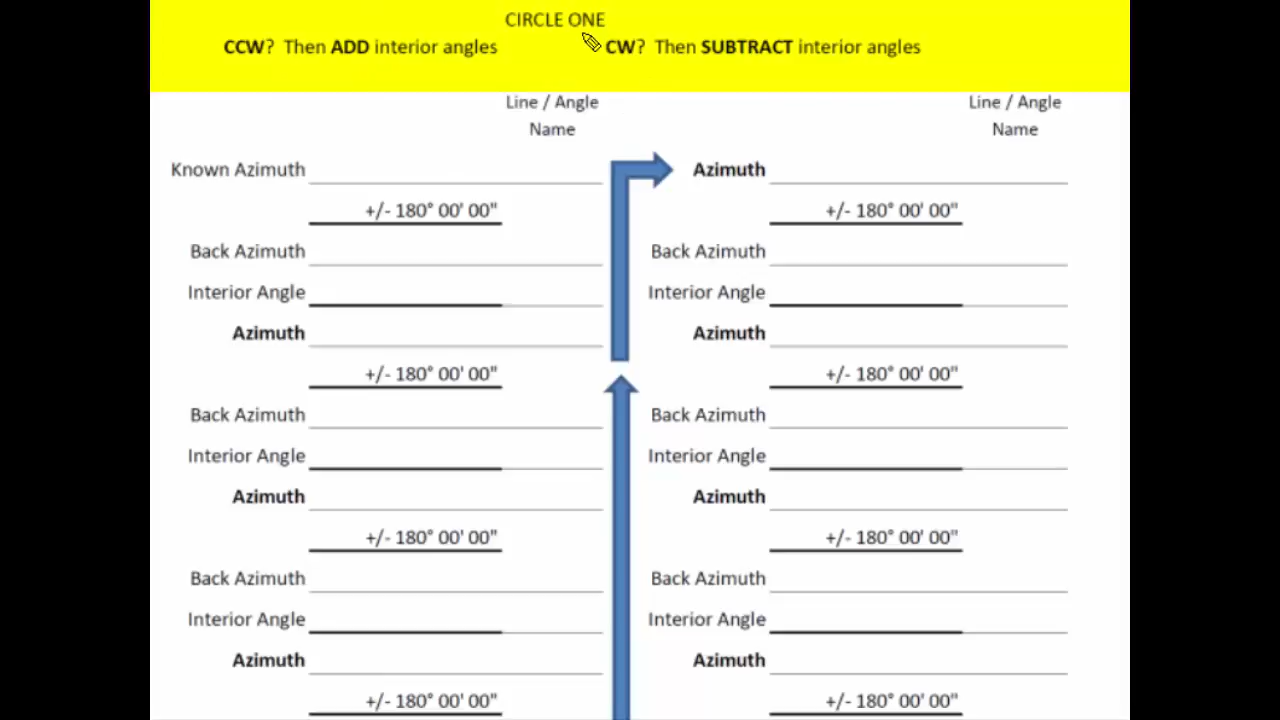 CIRCLE ONE
CCW? Then ADD interior angles CW? Then SUBTRACT interior angles
Line / Angle
Name
Known Azimuth
+/- 180° 00' 00"
Back Azimuth
Interior Angle
Azimuth
+/- 180° 00' 00"
Back Azimuth
Interior Angle
Azimuth
+/- 180° 00' 00"
Back Azimuth
Interior Angle
Azimuth
+/- 180° 00' 00"
Line / Angle
Name
Azimuth
+/- 180° 00' 00"
Back Azimuth
Interior Angle
Azimuth
+/- 180° 00' 00"
Back Azimuth
Interior Angle
Azimuth
+/- 180° 00' 00"
Back Azimuth
Interior Angle
Azimuth
+/- 180° 00' 00"